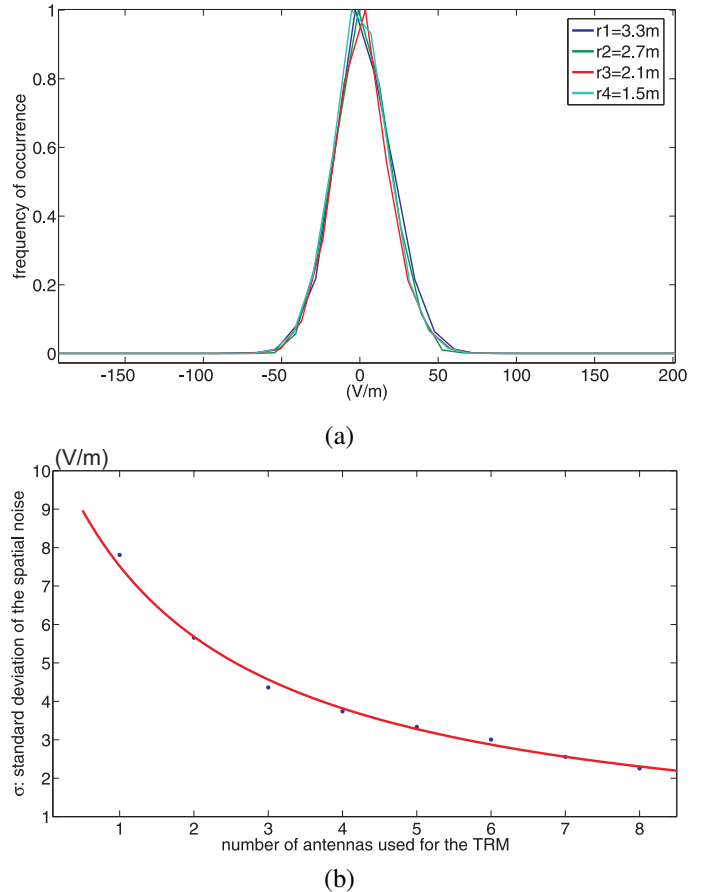 1
0.8
0.6
0.4
0.2
0
frequency of occurrence
r1=3.3m
r2=2.7m
r3=2.1m
r4=1.5m
-150 -100 -50 0 50 100 150 200
(V/m)
(a)
(V/m)
10
9
8
7
6
5
4
3
2
1
σ: standard deviation of the spatial noise
1 2 3 4 5 6 7 8
number of antennas used for the TRM
(b)